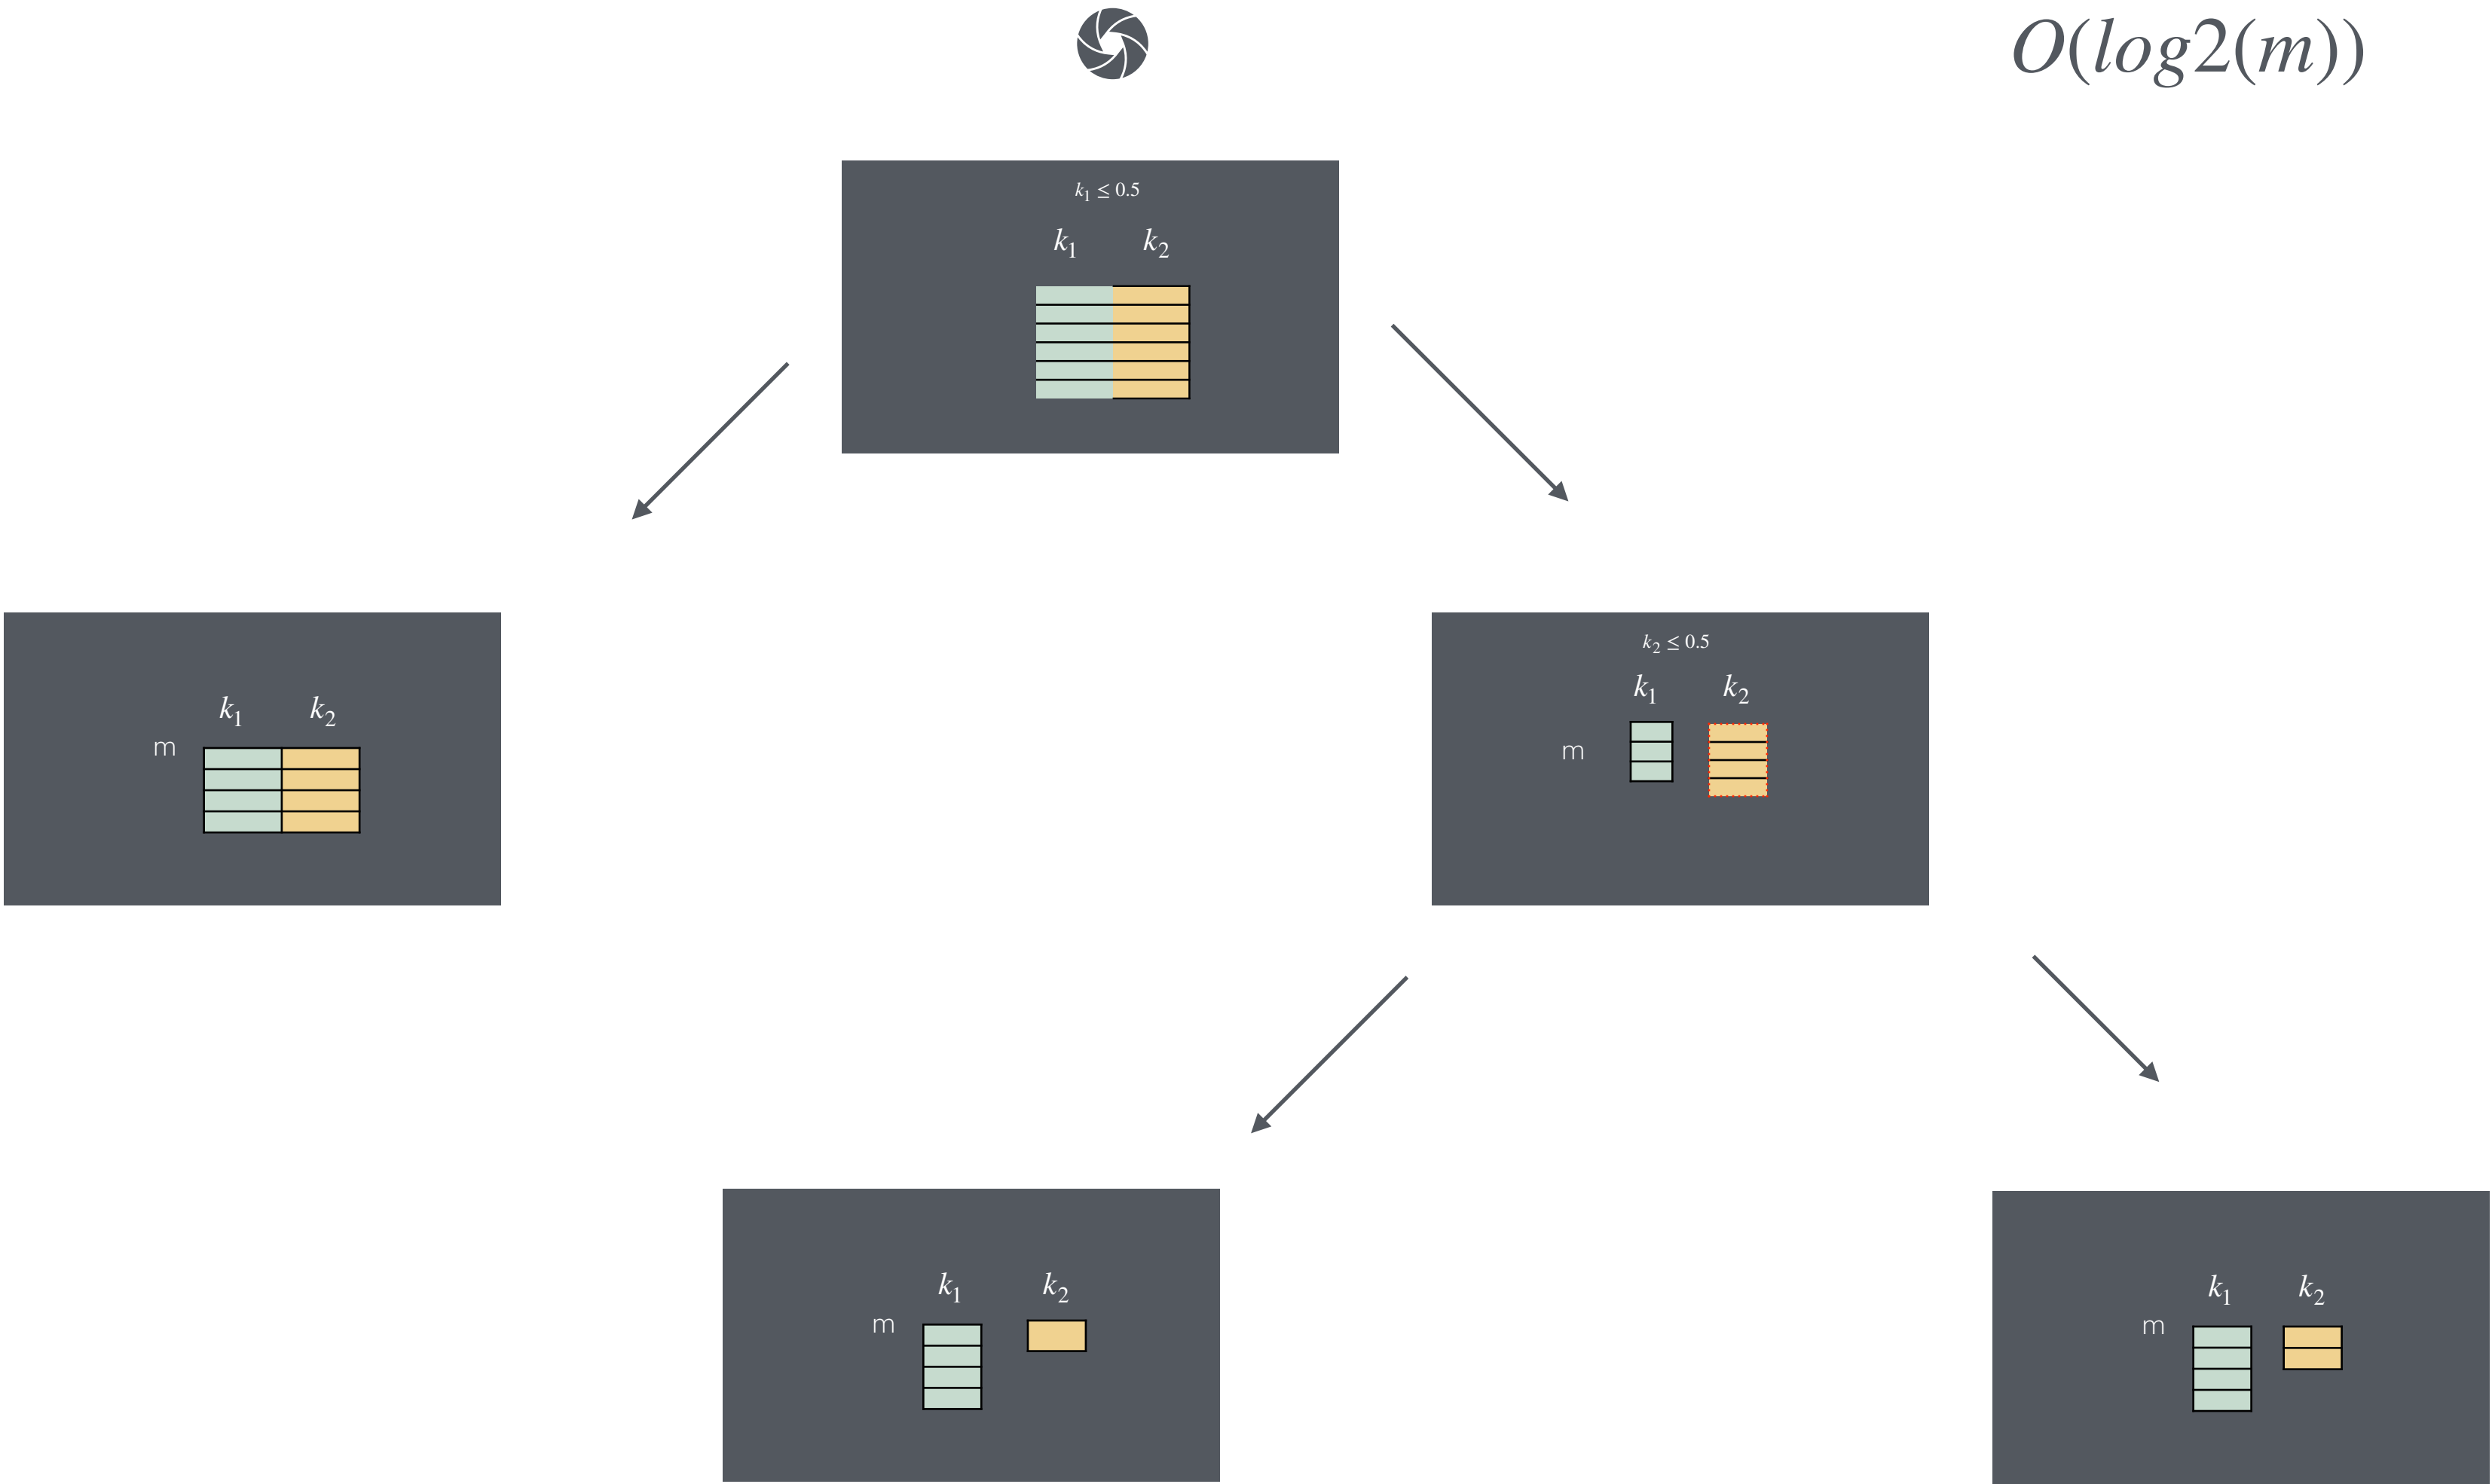 O(log2(m))
k₁ ≤ 0.5
k₁ k₂
k₁ k₂
m
k₂ ≤ 0.5
k₁ k₂
m
k₁ k₂
m
k₁ k₂
m